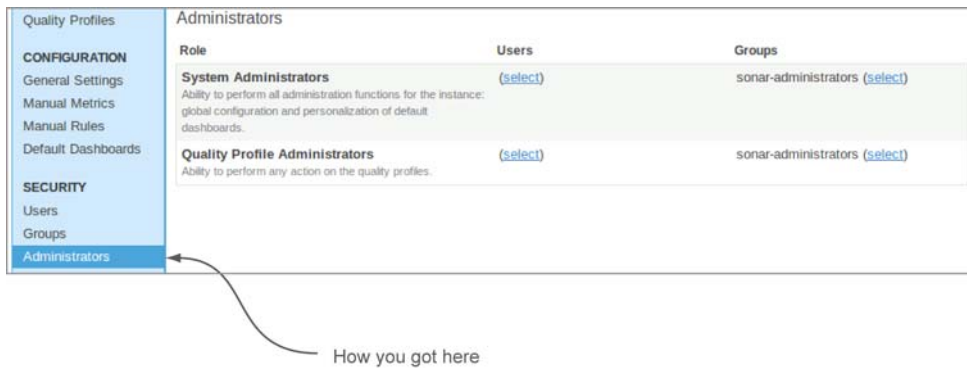 Quality Profiles
CONFIGURATION
General Settings
Manual Metrics
Manual Rules
Default Dashboards
SECURITY
Users
Groups
Administrators
Administrators
Role Users Groups
System Administrators (select) sonar-administrators (select)
Ability to perform all administration functions for the instance:
global configuration and personalization of default
dashboards.
Quality Profile Administrators (select) sonar-administrators (select)
Ability to perform any action on the quality profiles.
How you got here